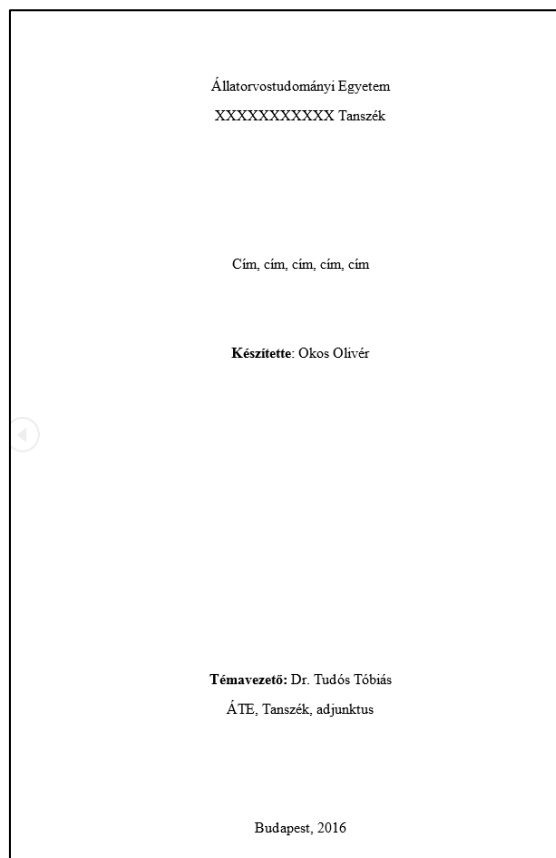 Állatorvostudományi Egyetem
XXXXXXXXXXX Tanszék
Cím, cím, cím, cím, cím
Készítette: Okos Olivér
Témavezető: Dr. Tudós Tóbiás
ÁTE, Tanszék, adjunktus
Budapest, 2016